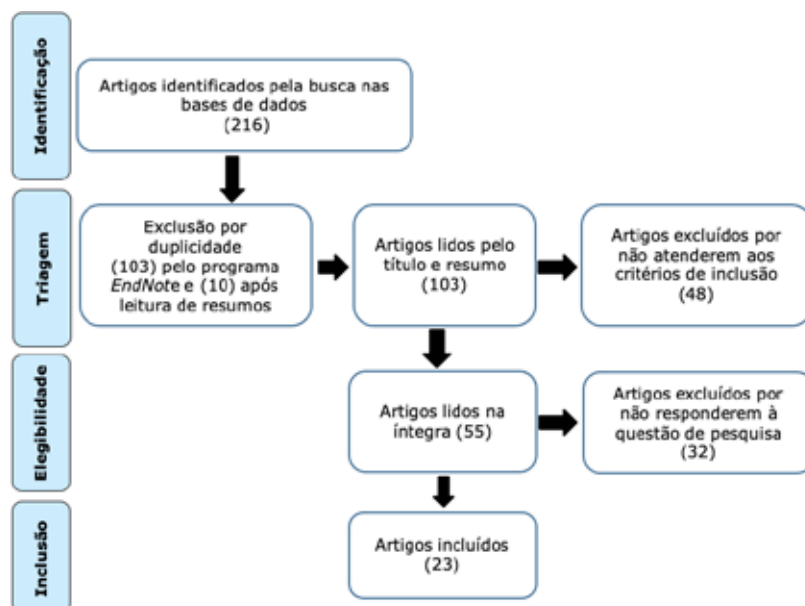 Identificação
Artigos identificados pela busca nas
bases de dados
(216)
Triagem
Exclusão por
duplicidade
(103) pelo programa
EndNote e (10) após
leitura de resumos
Artigos lidos pelo
título e resumo
(103)
Artigos excluídos por
não atenderem aos
critérios de inclusão
(48)
Elegibilidade
Artigos lidos na
íntegra (55)
Artigos excluídos por
não responderem à
questão de pesquisa
(32)
Inclusão
Artigos incluídos
(23)